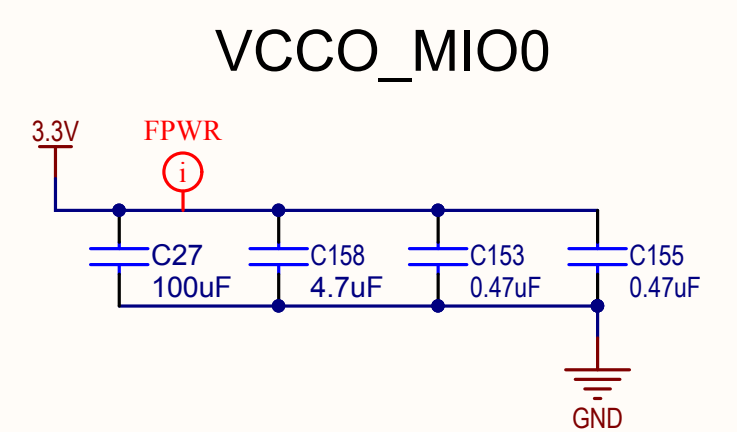 VCCO_MIO0
3.3V
FPWR
i
C27
100uF
C158
4.7uF
C153
0.47uF
C155
0.47uF
GND